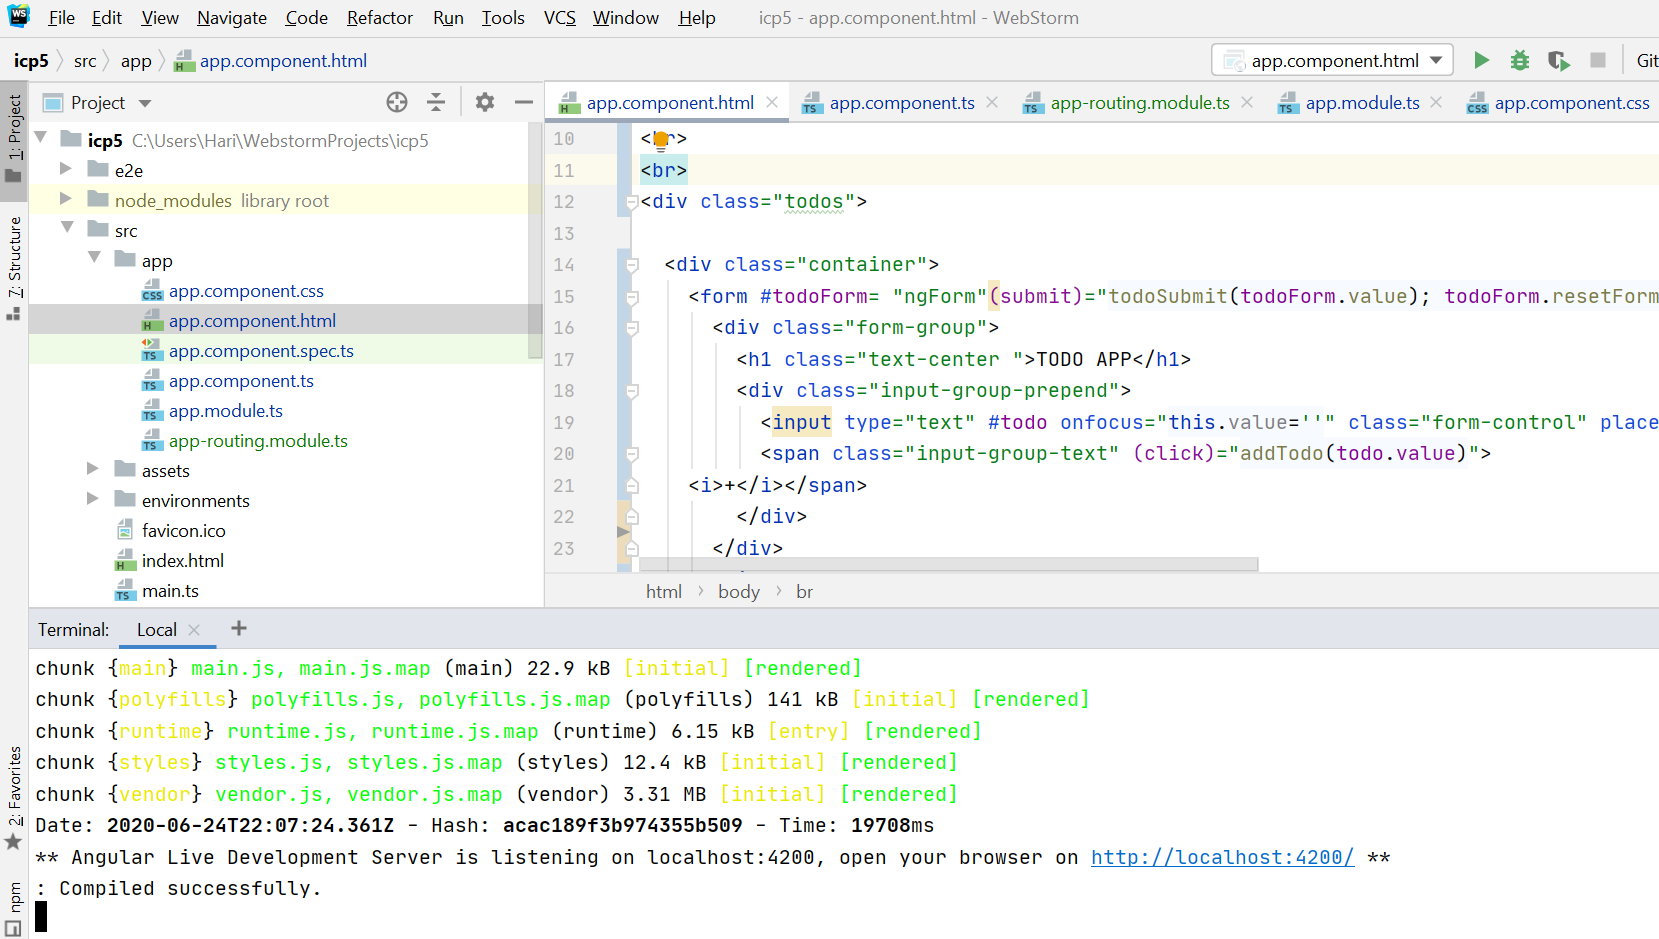 WS File Edit View Navigate Code Refactor Run Tools VCS Window Help icp5 - app.component.html - WebStorm
icp5 src app app.component.html app.component.html Git
Project app.component.html app.component.ts app-routing.module.ts app.module.ts app.component.css
1: Project
7: Structure
2: Favorites
npm
icp5 C:\Users\Hari\WebstormProjects\icp5
e2e
node_modules library root
src
app
app.component.css
app.component.html
app.component.spec.ts
app.component.ts
app.module.ts
app-routing.module.ts
assets
environments
favicon.ico
index.html
main.ts
10 <br>
11 <br>
12 <div class="todos">
13
14 <div class="container">
15 <form #todoForm= "ngForm"(submit)="todoSubmit(todoForm.value); todoForm.resetForm
16 <div class="form-group">
17 <h1 class="text-center ">TODO APP</h1>
18 <div class="input-group-prepend">
19 <input type="text" #todo onfocus="this.value=''" class="form-control" place
20 <span class="input-group-text" (click)="addTodo(todo.value)">
21 <i>+</i></span>
22 </div>
23 </div>
html body br
Terminal: Local +
chunk {main} main.js, main.js.map (main) 22.9 kB [initial] [rendered]
chunk {polyfills} polyfills.js, polyfills.js.map (polyfills) 141 kB [initial] [rendered]
chunk {runtime} runtime.js, runtime.js.map (runtime) 6.15 kB [entry] [rendered]
chunk {styles} styles.js, styles.js.map (styles) 12.4 kB [initial] [rendered]
chunk {vendor} vendor.js, vendor.js.map (vendor) 3.31 MB [initial] [rendered]
Date: 2020-06-24T22:07:24.361Z - Hash: acac189f3b974355b509 - Time: 19708ms
** Angular Live Development Server is listening on localhost:4200, open your browser on http://localhost:4200/ **
: Compiled successfully.